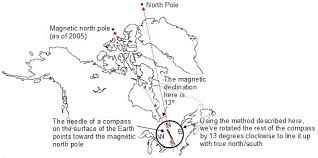 North Pole
Magnetic north pole
(as of 2005)
The magnetic
declination
here is
13°
The needle of a compass
on the surface of the Earth
points toward the magnetic
north pole
Using the method described here,
we've rotated the rest of the compass
by 13 degrees clockwise to line it up
with true north/south
N
E
S